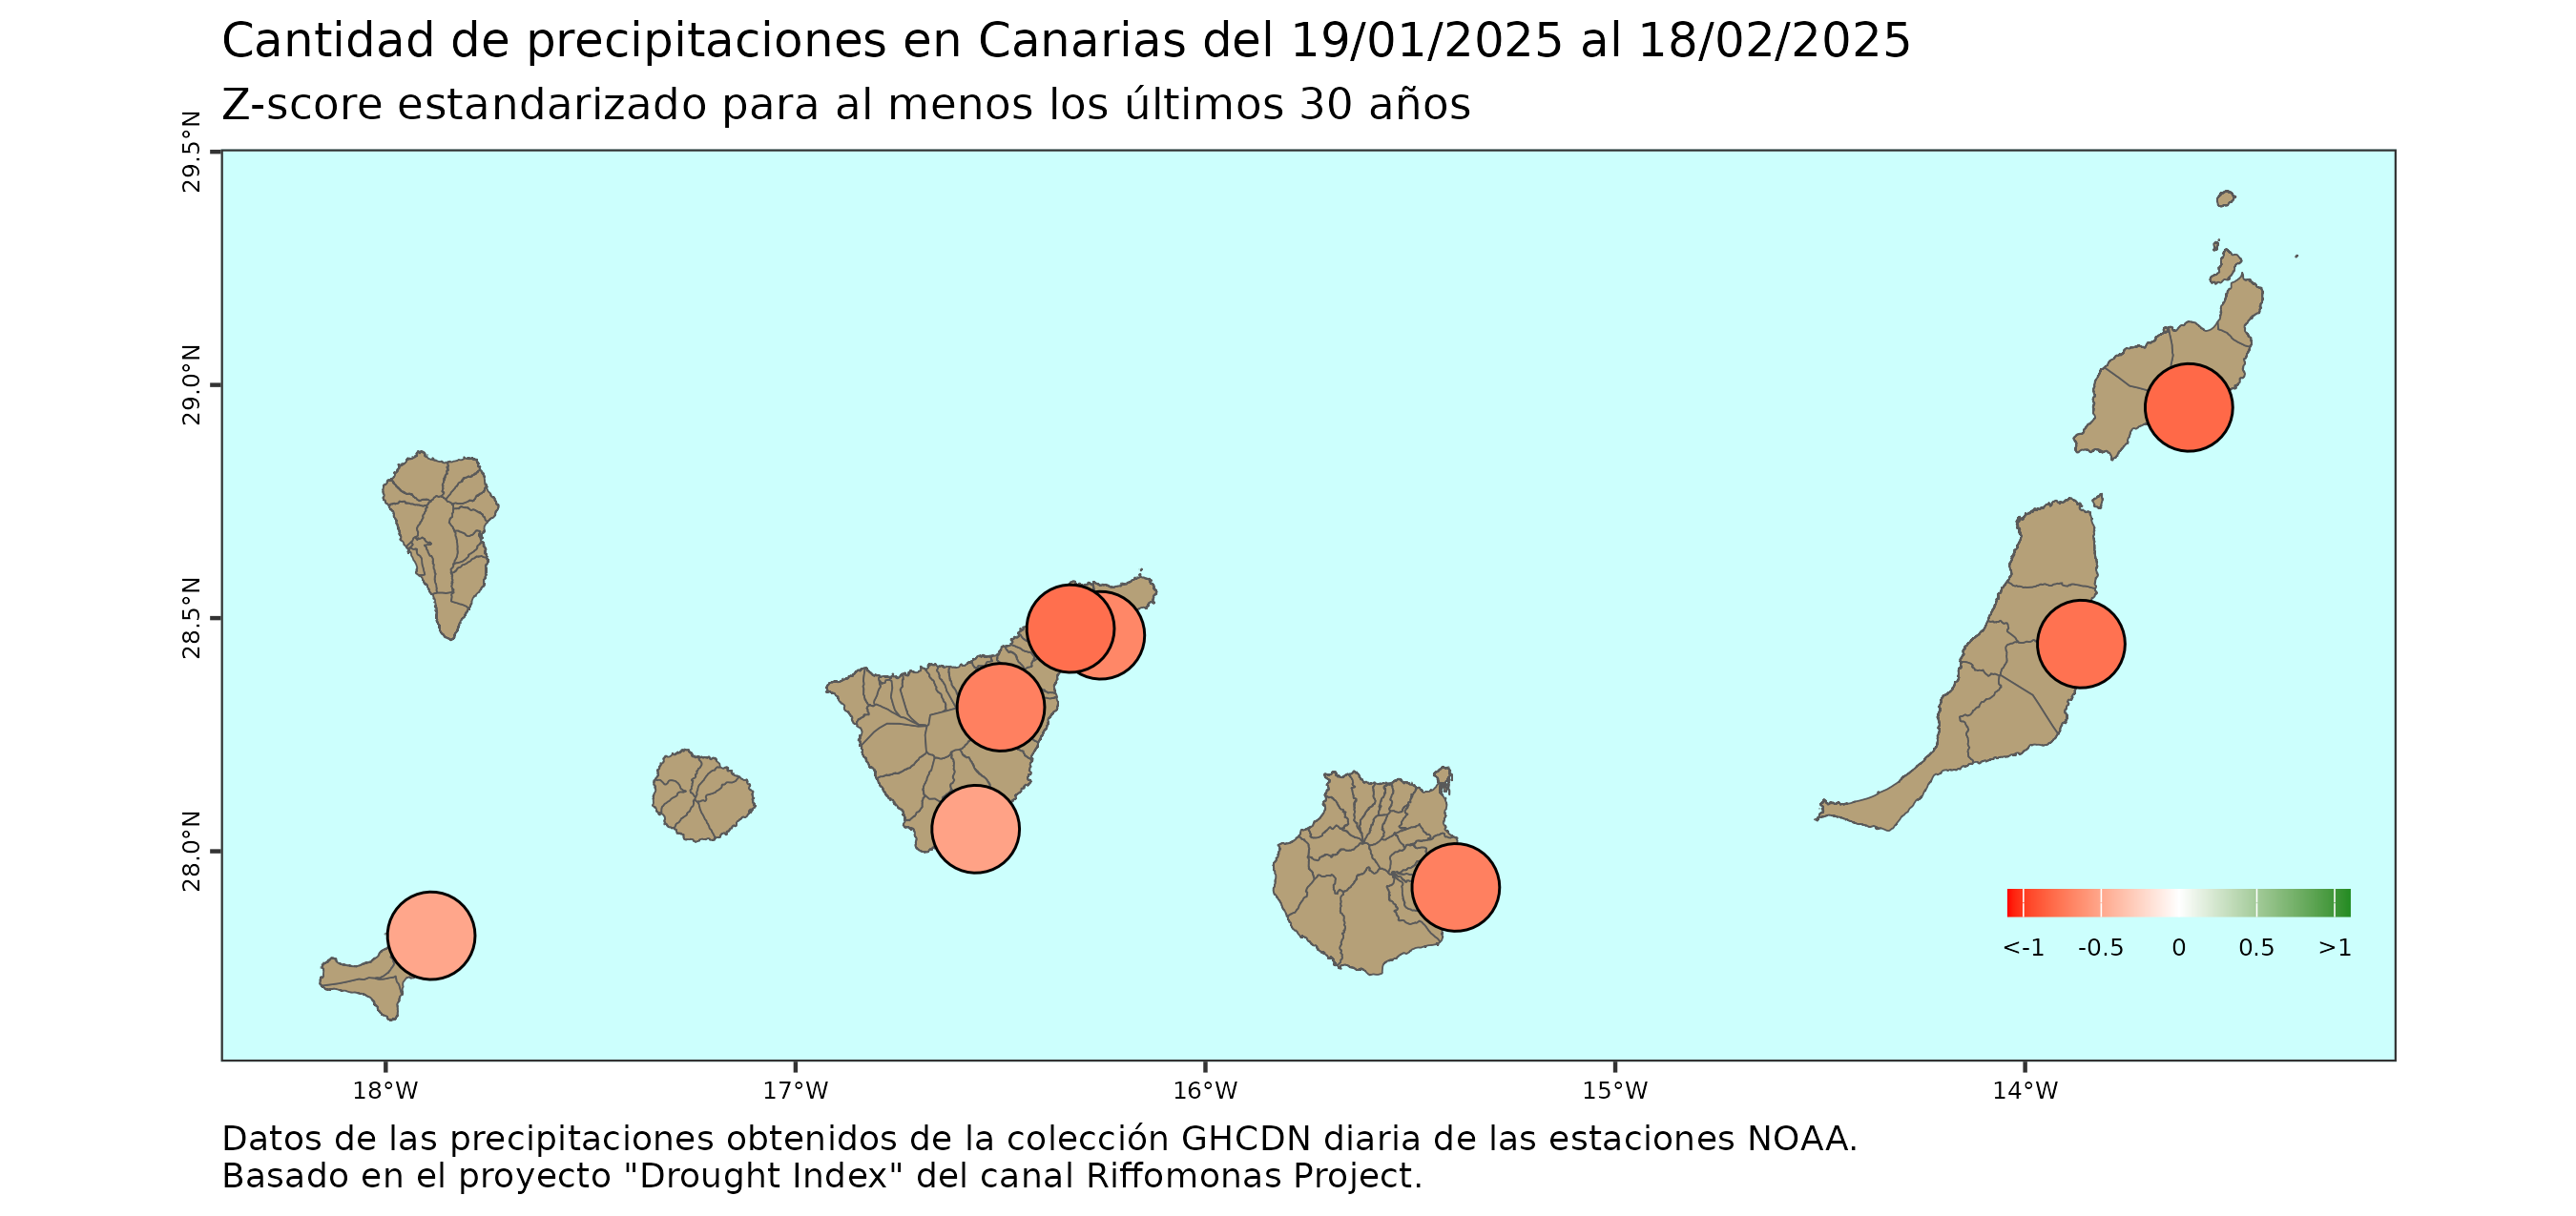 Cantidad de precipitaciones en Canarias del 19/01/2025 al 18/02/2025
Z-score estandarizado para al menos los últimos 30 años
29.5°N
29.0°N
28.5°N
28.0°N
<-1 -0.5 0 0.5 >1
18°W 17°W 16°W 15°W 14°W
Datos de las precipitaciones obtenidos de la colección GHCDN diaria de las estaciones NOAA.
Basado en el proyecto "Drought Index" del canal Riffomonas Project.